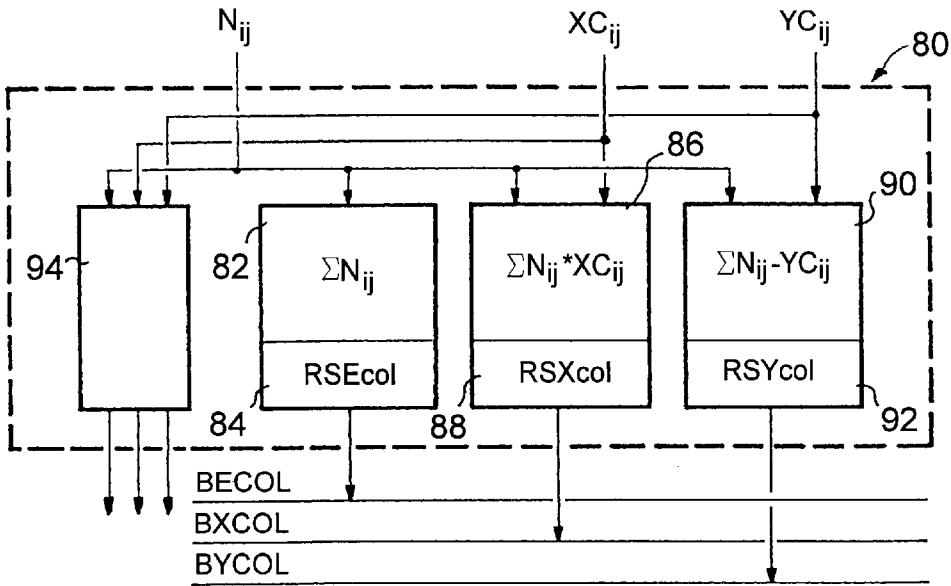 N_ij XC_ij YC_ij
80
86
90
94
82
ΣN_ij ΣN_ij*XC_ij ΣN_ij-YC_ij
RSEcol RSXcol RSYcol
84 88 92
BECOL
BXCOL
BYCOL